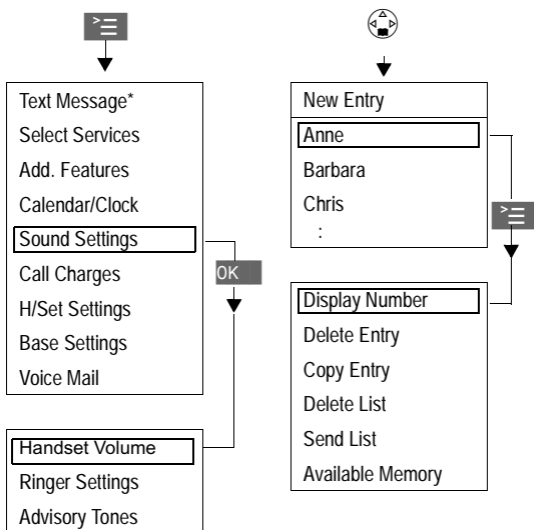 Text Message*
Select Services
Add. Features
Calendar/Clock
Sound Settings
Call Charges
H/Set Settings
Base Settings
Voice Mail
OK
Handset Volume
Ringer Settings
Advisory Tones
New Entry
Anne
Barbara
Chris
:
Display Number
Delete Entry
Copy Entry
Delete List
Send List
Available Memory